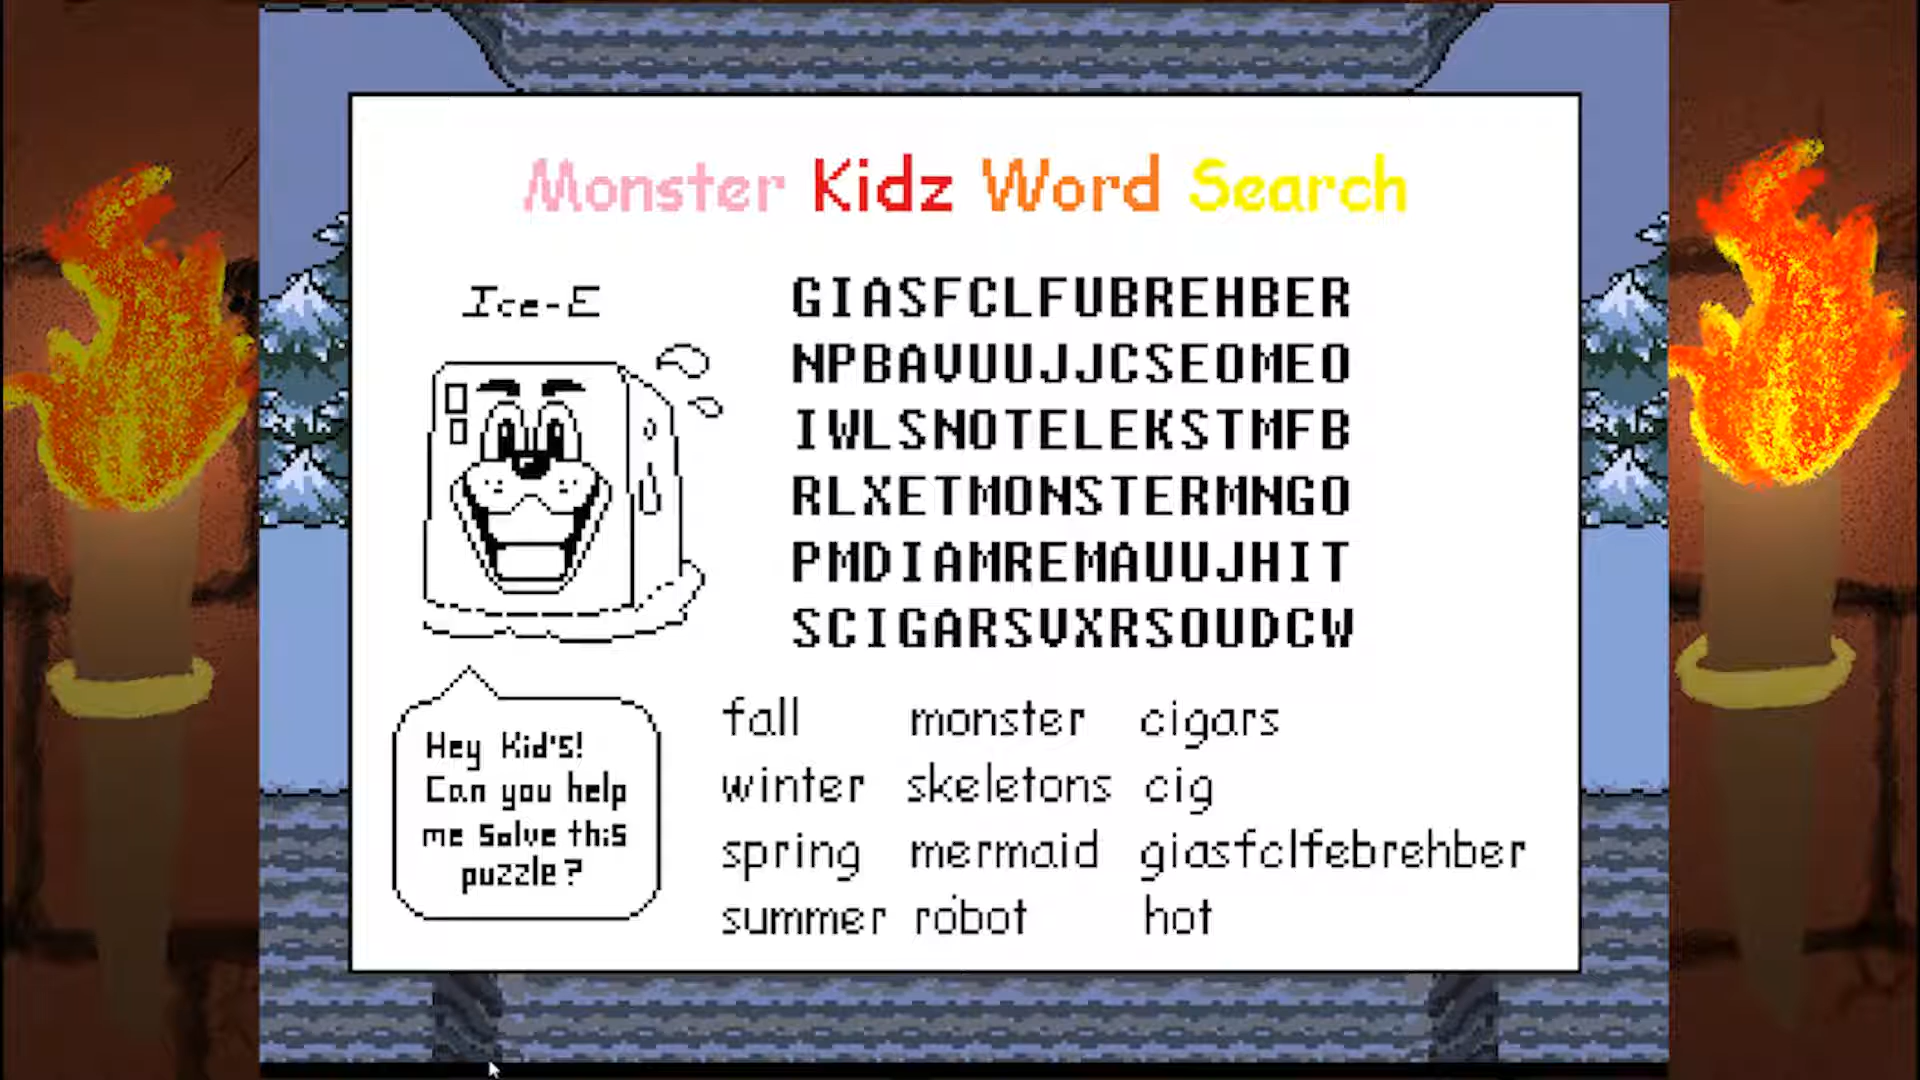 Monster Kidz Word Search
Ice-E
GIASFCLFUBREHBER
NPBAVUUJJCSEOMEO
IWLSNOTELEKSTMFB
RLXETMONSTERMNGO
PMDIAMREMAUUJHIT
SCIGARSVXRSOUDCW
Hey Kid's!
Can you help
me solve this
puzzle?
fall monster cigars
winter skeletons cig
spring mermaid giasfclfebrehber
summer robot hot